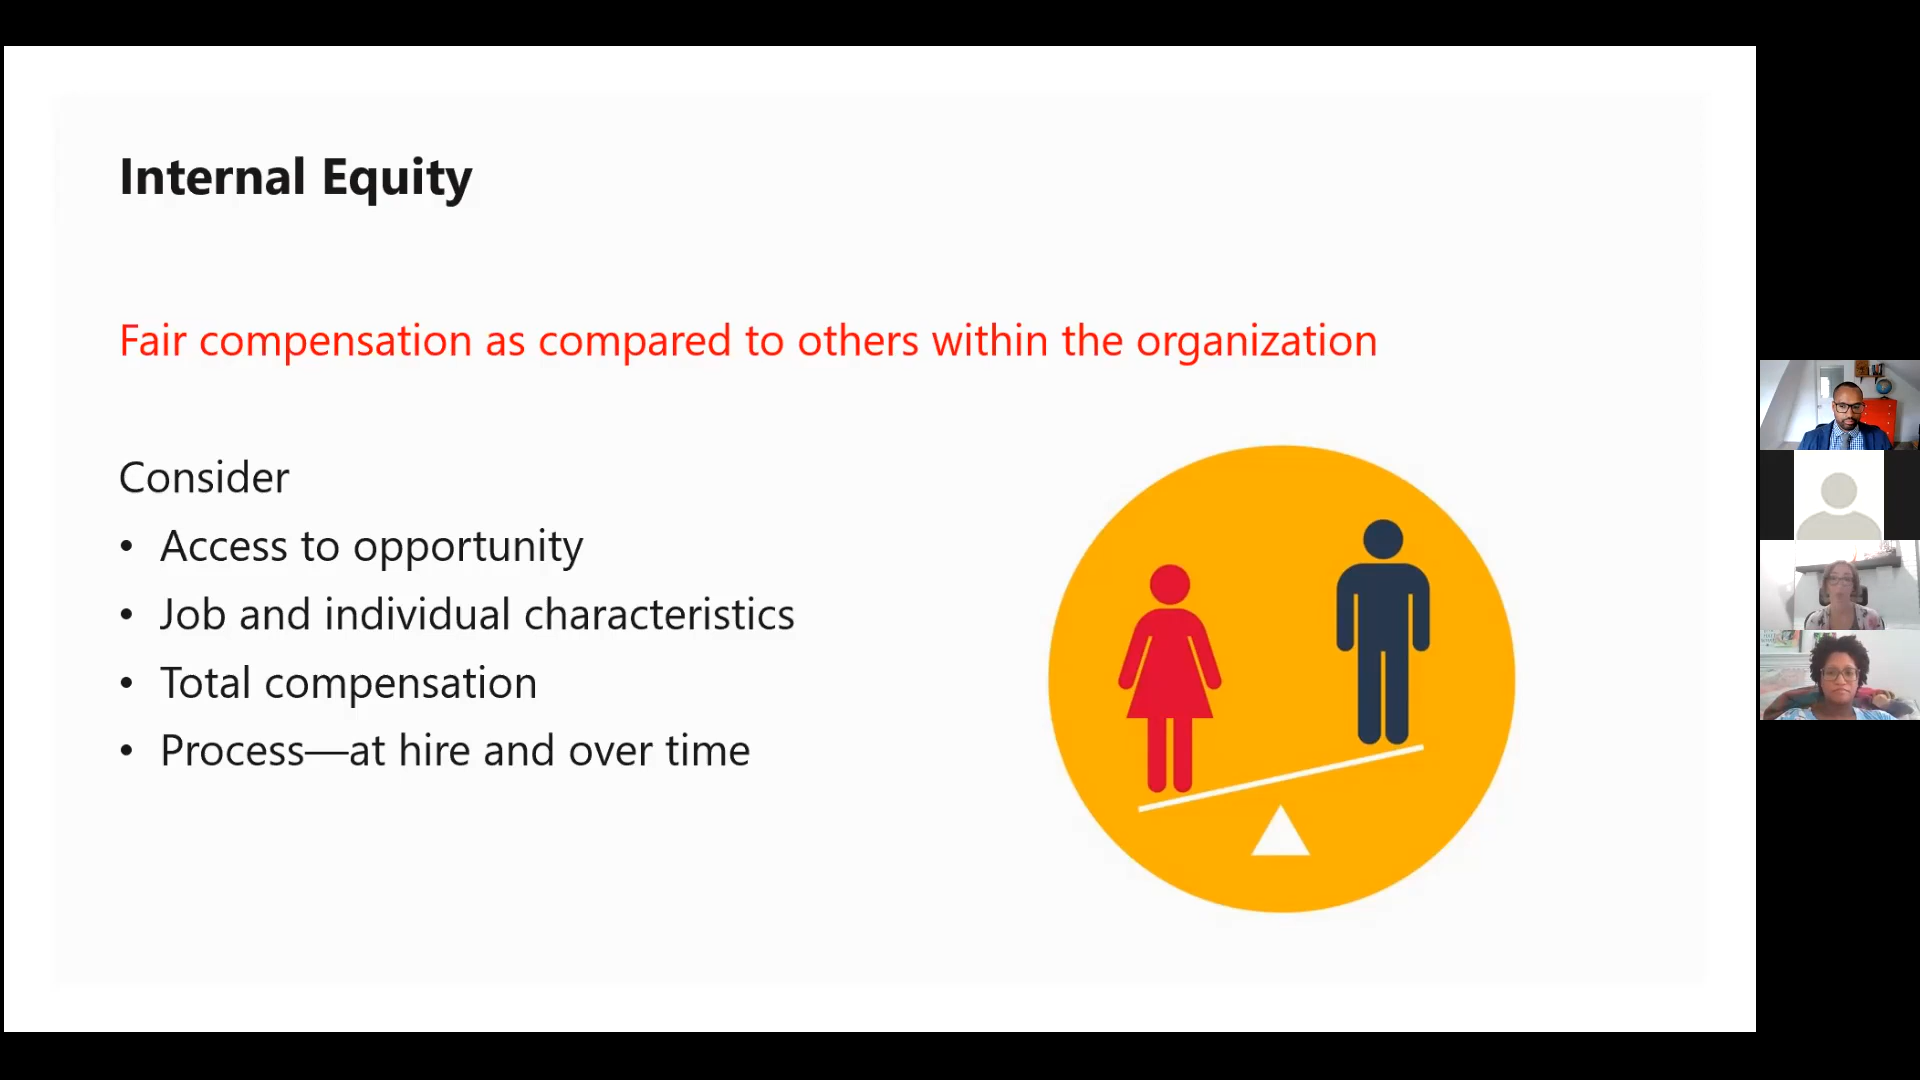 Internal Equity
Fair compensation as compared to others within the organization
Consider
• Access to opportunity
• Job and individual characteristics
• Total compensation
• Process—at hire and over time